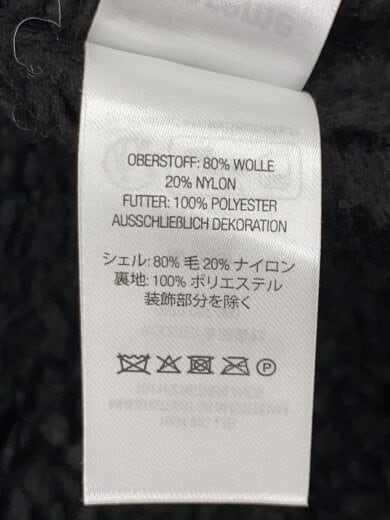 OBERSTOFF: 80% WOLLE
20% NYLON
FUTTER: 100% POLYESTER
AUSSCHLIEßLICH DEKORATION
シェル: 80% 毛 20% ナイロン
裏地: 100% ポリエステル
装飾部分を除く
P